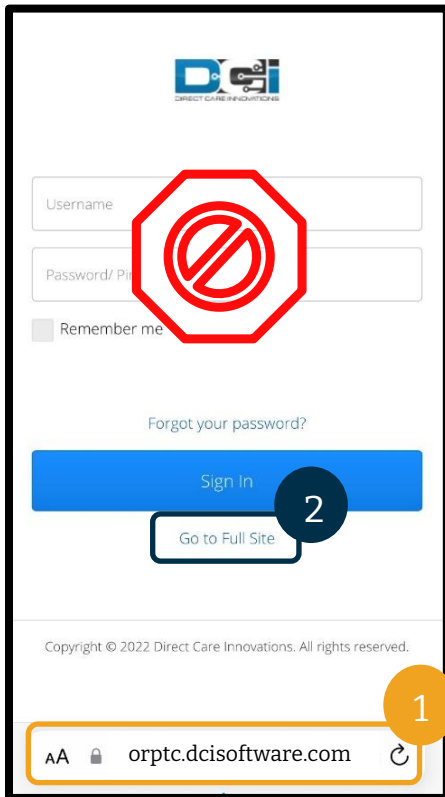 DCi
DIRECT CARE INNOVATIONS
Username
Password/ Pi
Remember me
Forgot your password?
Sign In
2
Go to Full Site
Copyright © 2022 Direct Care Innovations. All rights reserved.
1
AA orptc.dcisoftware.com